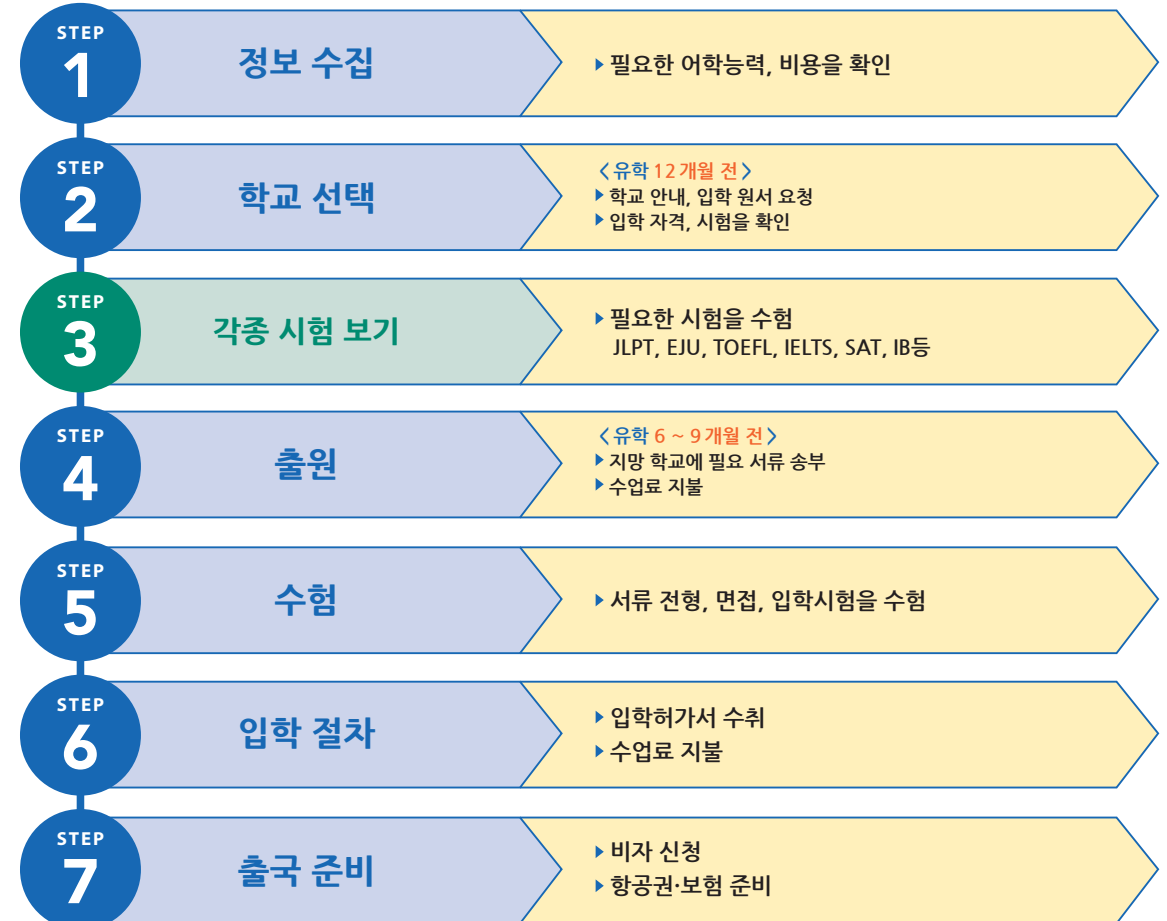 STEP
1
정보 수집
▶필요한 어학능력, 비용을 확인
STEP
2
학교 선택
<유학 12개월 전>
▶학교 안내, 입학 원서 요청
▶입학 자격, 시험을 확인
STEP
3
각종 시험 보기
▶필요한 시험을 수험
JLPT, EJU, TOEFL, IELTS, SAT, IB등
STEP
4
출원
<유학 6 ~ 9개월 전>
▶지망 학교에 필요 서류 송부
▶수업료 지불
STEP
5
수험
▶서류 전형, 면접, 입학시험을 수험
STEP
6
입학 절차
▶입학허가서 수취
▶수업료 지불
STEP
7
출국 준비
▶비자 신청
▶항공권·보험 준비